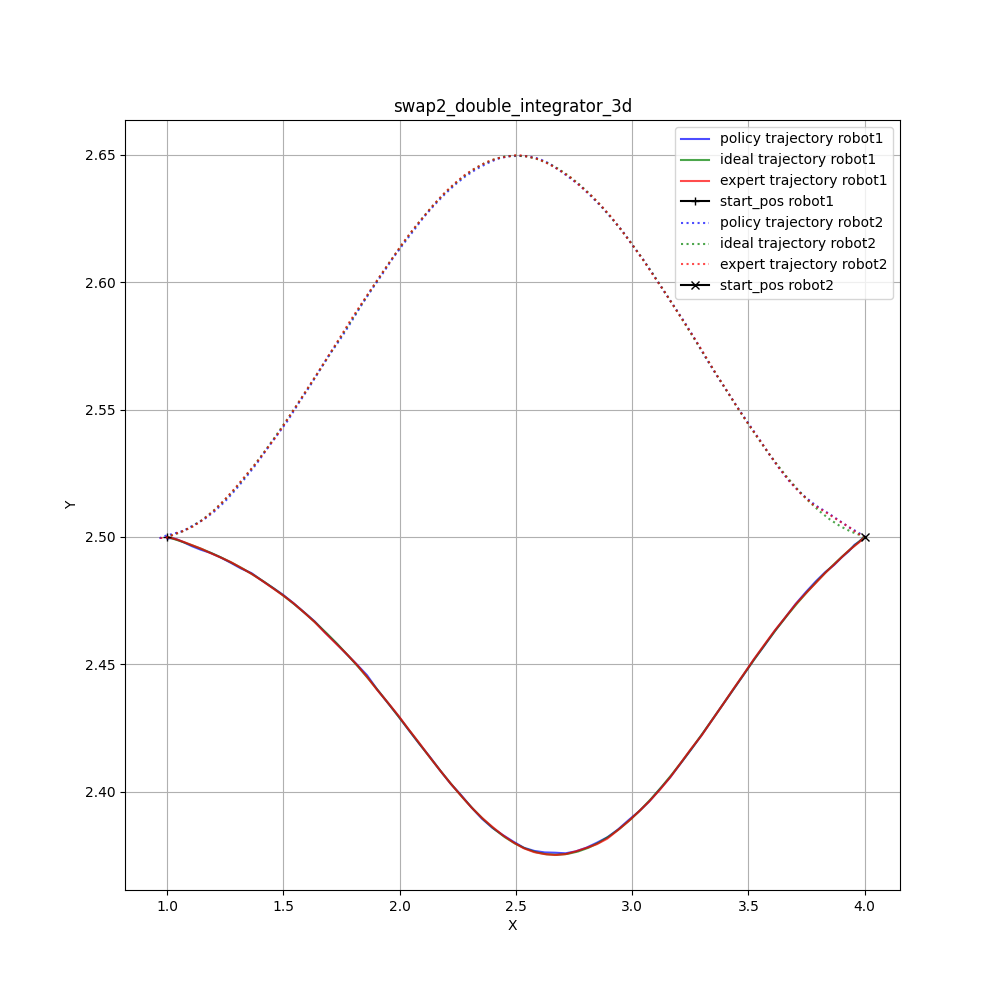 swap2_double_integrator_3d
policy trajectory robot1
ideal trajectory robot1
expert trajectory robot1
start_pos robot1
policy trajectory robot2
ideal trajectory robot2
expert trajectory robot2
start_pos robot2
2.65
2.60
2.55
2.50
2.45
2.40
Y
1.0 1.5 2.0 2.5 3.0 3.5 4.0
X